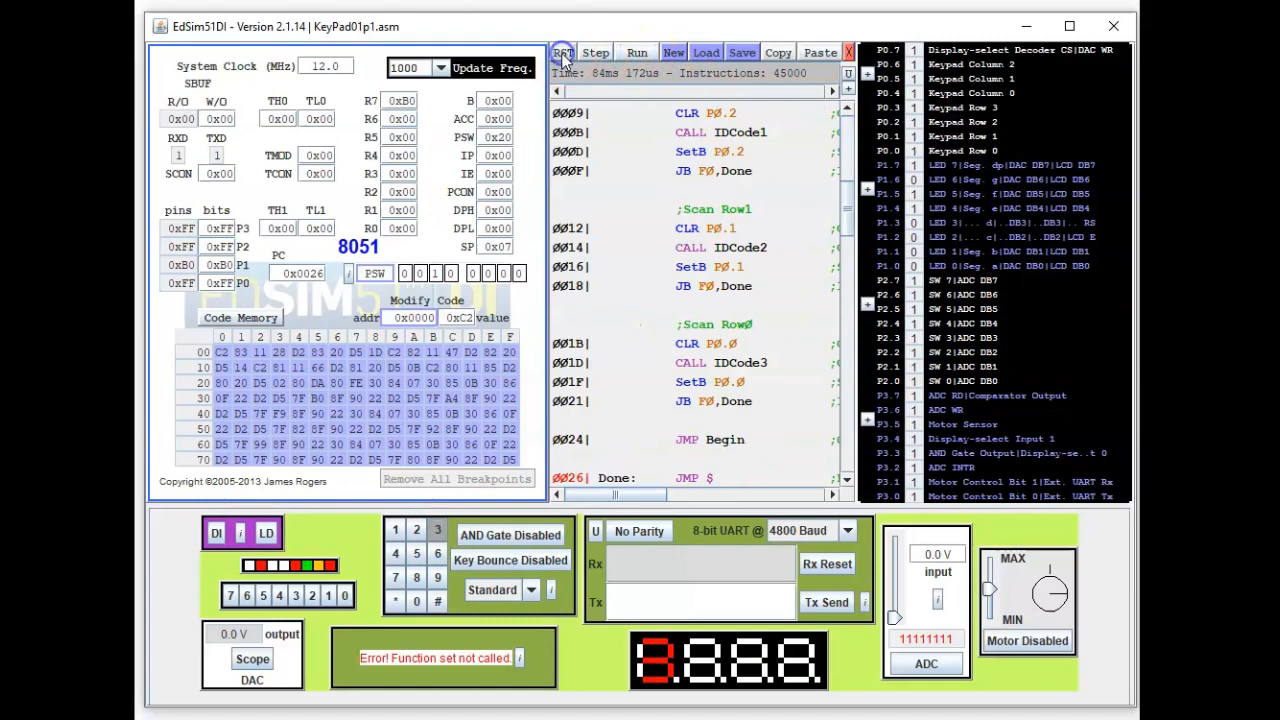 EdSim51DI - Version 2.1.14 | KeyPad01p1.asm
System Clock (MHz) 12.0 1000 Update Freq.
SBUF
R/O W/O TH0 TL0 R7 0xB0 B 0x00
0x00 0x00 0x00 0x00 R6 0x00 ACC 0x00
RXD TXD R5 0x00 PSW 0x20
1 1 TMOD 0x00 R4 0x00 IP 0x00
SCON 0x00 TCON 0x00 R3 0x00 IE 0x00
R2 0x00 PCON 0x00
pins bits TH1 TL1 R1 0x00 DPH 0x00
0xFF 0xFF P3 0x00 0x00 R0 0x00 DPL 0x00
0xFF 0xFF P2 8051 SP 0x07
0xB0 0xB0 P1 PC
0xFF 0xFF P0 0x0026 i PSW 0 0 1 0 0 0 0 0
EDSIM51DI
Modify Code
Code Memory addr 0x0000 0xC2 value
0 1 2 3 4 5 6 7 8 9 A B C D E F
00 C2 83 11 28 D2 83 20 D5 1D C2 82 11 47 D2 82 20
10 D5 14 C2 81 11 66 D2 81 20 D5 0B C2 80 11 85 D2
20 80 20 D5 02 80 DA 80 FE 30 84 07 30 85 0B 30 86
30 0F 22 D2 D5 7F B0 8F 90 22 D2 D5 7F A4 8F 90 22
40 D2 D5 7F F9 8F 90 22 30 84 07 30 85 0B 30 86 0F
50 22 D2 D5 7F 82 8F 90 22 D2 D5 7F 92 8F 90 22 D2
60 D5 7F 99 8F 90 22 30 84 07 30 85 0B 30 86 0F 22
70 D2 D5 7F 80 8F 90 22 D2 D5 7F 90 8F 90 22 D2 D5
Copyright ©2005-2013 James Rogers Remove All Breakpoints
RST Step Run New Load Save Copy Paste X
Time: 84ms 172us - Instructions: 45000 U
+
0009| CLR P0.2
000B| CALL IDCode1
000D| SetB P0.2
000F| JB F0,Done
;Scan Row1
0012| CLR P0.1
0014| CALL IDCode2
0016| SetB P0.1
0018| JB F0,Done
;Scan Row0
001B| CLR P0.0
001D| CALL IDCode3
001F| SetB P0.0
0021| JB F0,Done
0024| JMP Begin
0026| Done: JMP $
P0.7 1 Display-select Decoder CS|DAC WR
P0.6 1 Keypad Column 2
P0.5 1 Keypad Column 1
P0.4 1 Keypad Column 0
P0.3 1 Keypad Row 3
P0.2 1 Keypad Row 2
P0.1 1 Keypad Row 1
P0.0 1 Keypad Row 0
P1.7 1 LED 7|Seg. dp|DAC DB7|LCD DB7
P1.6 0 LED 6|Seg. g|DAC DB6|LCD DB6
P1.5 1 LED 5|Seg. f|DAC DB5|LCD DB5
P1.4 1 LED 4|Seg. e|DAC DB4|LCD DB4
P1.3 0 LED 3|... d|..DB3|..DB3|.. RS
P1.2 0 LED 2|... c|..DB2|DB2|LCD E
P1.1 0 LED 1|Seg. b|DAC DB1|LCD DB1
P1.0 0 LED 0|Seg. a|DAC DB0|LCD DB0
P2.7 1 SW 7|ADC DB7
P2.6 1 SW 6|ADC DB6
P2.5 1 SW 5|ADC DB5
P2.4 1 SW 4|ADC DB4
P2.3 1 SW 3|ADC DB3
P2.2 1 SW 2|ADC DB2
P2.1 1 SW 1|ADC DB1
P2.0 1 SW 0|ADC DB0
P3.7 1 ADC RD|Comparator Output
P3.6 1 ADC WR
P3.5 1 Motor Sensor
P3.4 1 Display-select Input 1
P3.3 1 AND Gate Output|Display-se..t 0
P3.2 1 ADC INTR
P3.1 1 Motor Control Bit 1|Ext. UART Rx
P3.0 1 Motor Control Bit 0|Ext. UART Tx
DI i LD
7 6 5 4 3 2 1 0
0.0 V output
Scope
DAC
1 2 3
4 5 6
7 8 9
* 0 #
AND Gate Disabled
Key Bounce Disabled
Standard i
Error! Function set not called. i
U No Parity 8-bit UART @ 4800 Baud
Rx Rx Reset
Tx Tx Send i
3.8.8.8.
0.0 V
input
i
11111111
ADC
MAX
MIN
Motor Disabled